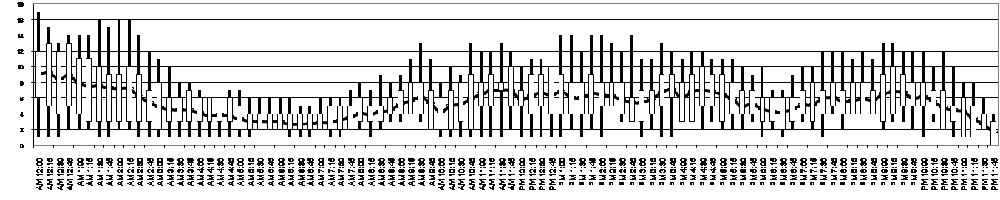 18
16
14
12
10
8
6
4
2
0
AM 12:00
AM 12:15
AM 12:30
AM 12:45
AM 1:00
AM 1:15
AM 1:30
AM 1:45
AM 2:00
AM 2:15
AM 2:30
AM 2:45
AM 3:00
AM 3:15
AM 3:30
AM 3:45
AM 4:00
AM 4:15
AM 4:30
AM 4:45
AM 5:00
AM 5:15
AM 5:30
AM 5:45
AM 6:00
AM 6:15
AM 6:30
AM 6:45
AM 7:00
AM 7:15
AM 7:30
AM 7:45
AM 8:00
AM 8:15
AM 8:30
AM 8:45
AM 9:00
AM 9:15
AM 9:30
AM 9:45
AM 10:00
AM 10:15
AM 10:30
AM 10:45
AM 11:00
AM 11:15
AM 11:30
AM 11:45
PM 12:00
PM 12:15
PM 12:30
PM 12:45
PM 1:00
PM 1:15
PM 1:30
PM 1:45
PM 2:00
PM 2:15
PM 2:30
PM 2:45
PM 3:00
PM 3:15
PM 3:30
PM 3:45
PM 4:00
PM 4:15
PM 4:30
PM 4:45
PM 5:00
PM 5:15
PM 5:30
PM 5:45
PM 6:00
PM 6:15
PM 6:30
PM 6:45
PM 7:00
PM 7:15
PM 7:30
PM 7:45
PM 8:00
PM 8:15
PM 8:30
PM 8:45
PM 9:00
PM 9:15
PM 9:30
PM 9:45
PM 10:00
PM 10:15
PM 10:30
PM 10:45
PM 11:00
PM 11:15
PM 11:30
PM 11:45